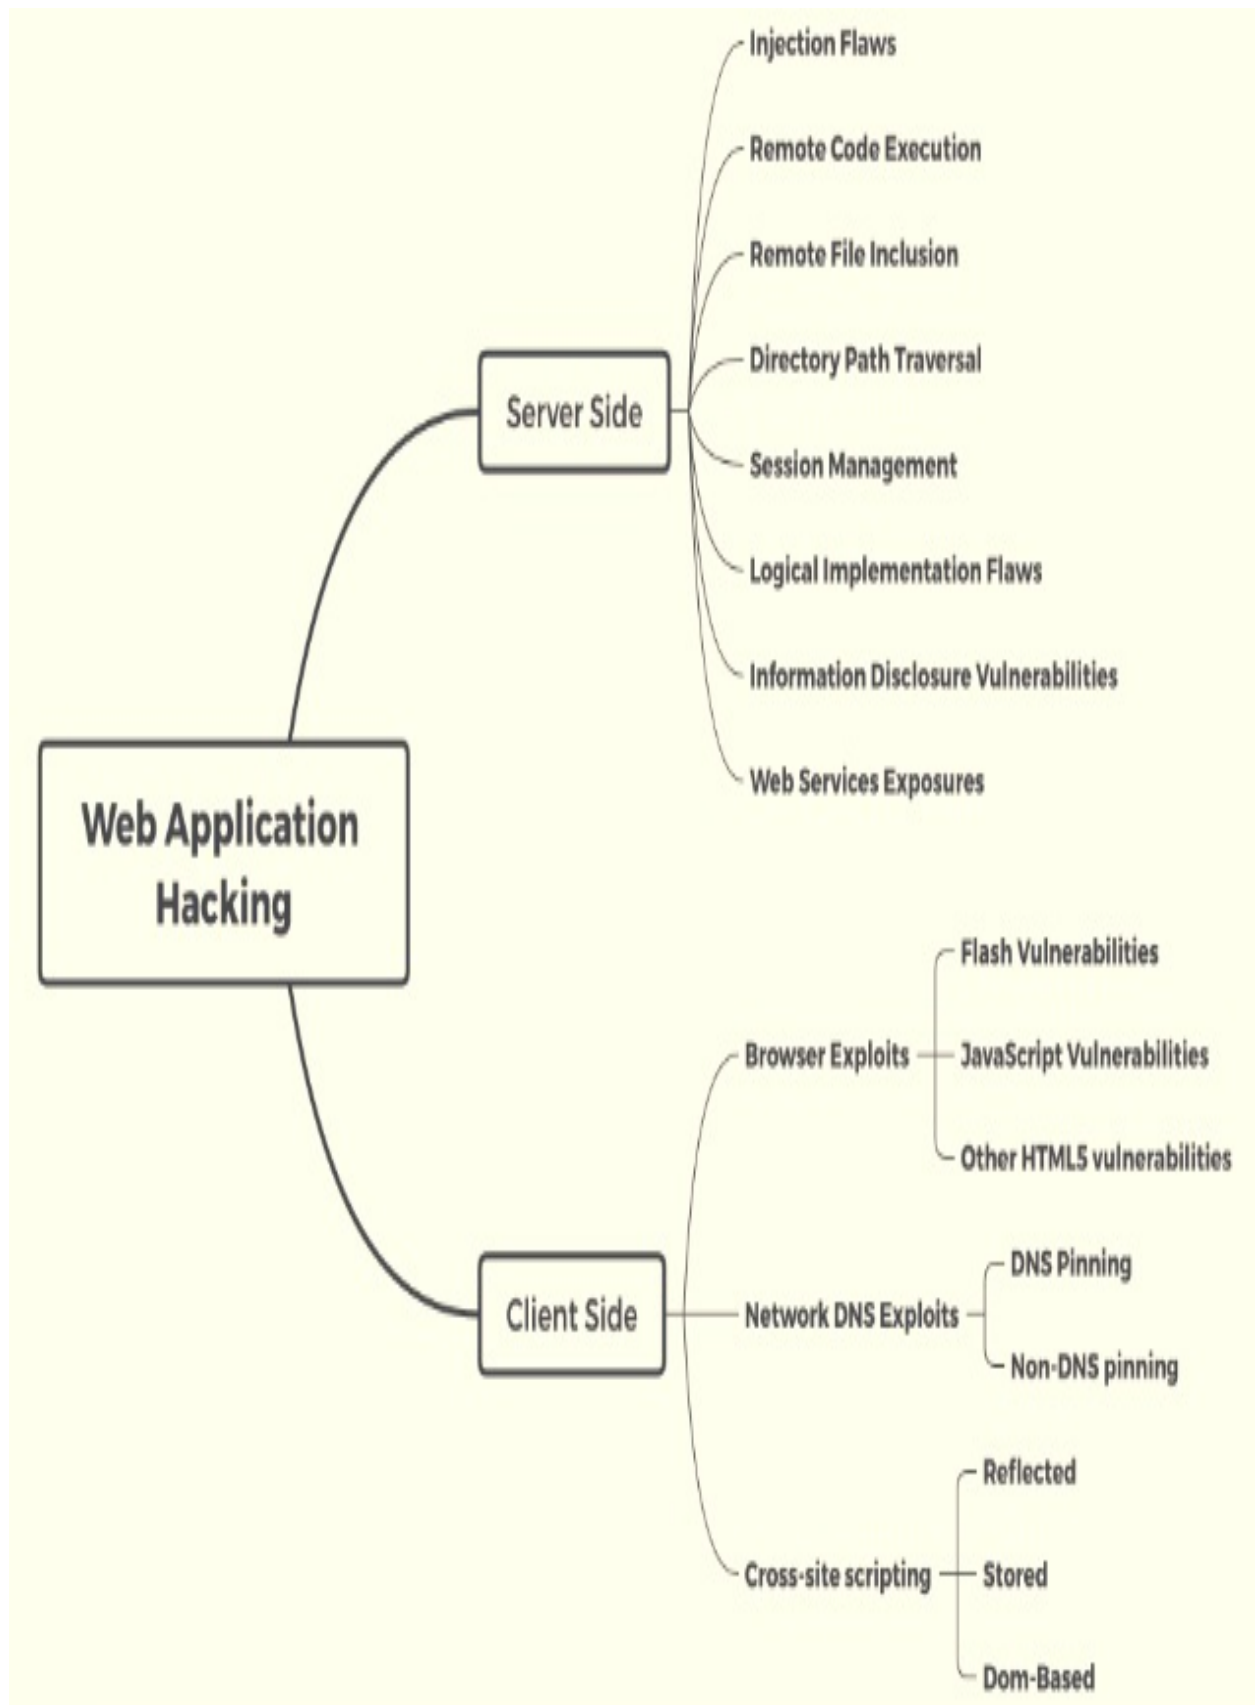 Injection Flaws
Remote Code Execution
Remote File Inclusion
Directory Path Traversal
Server Side
Session Management
Logical Implementation Flaws
Information Disclosure Vulnerabilities
Web Services Exposures
Web Application
Hacking
Flash Vulnerabilities
Browser Exploits
JavaScript Vulnerabilities
Other HTML5 vulnerabilities
DNS Pinning
Client Side
Network DNS Exploits
Non-DNS pinning
Reflected
Cross-site scripting
Stored
Dom-Based